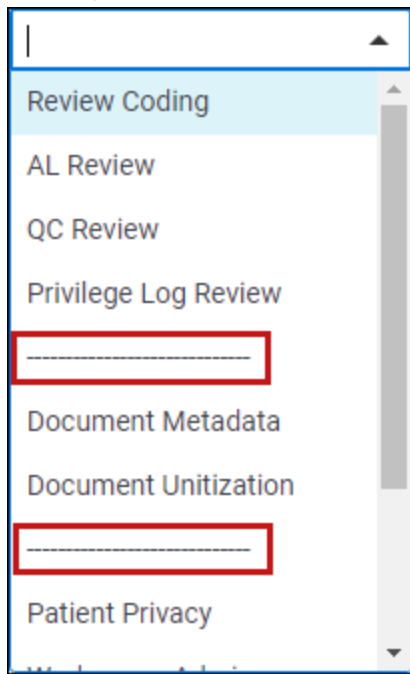 Review Coding
AL Review
QC Review
Privilege Log Review
----------------------------
Document Metadata
Document Unitization
----------------------------
Patient Privacy